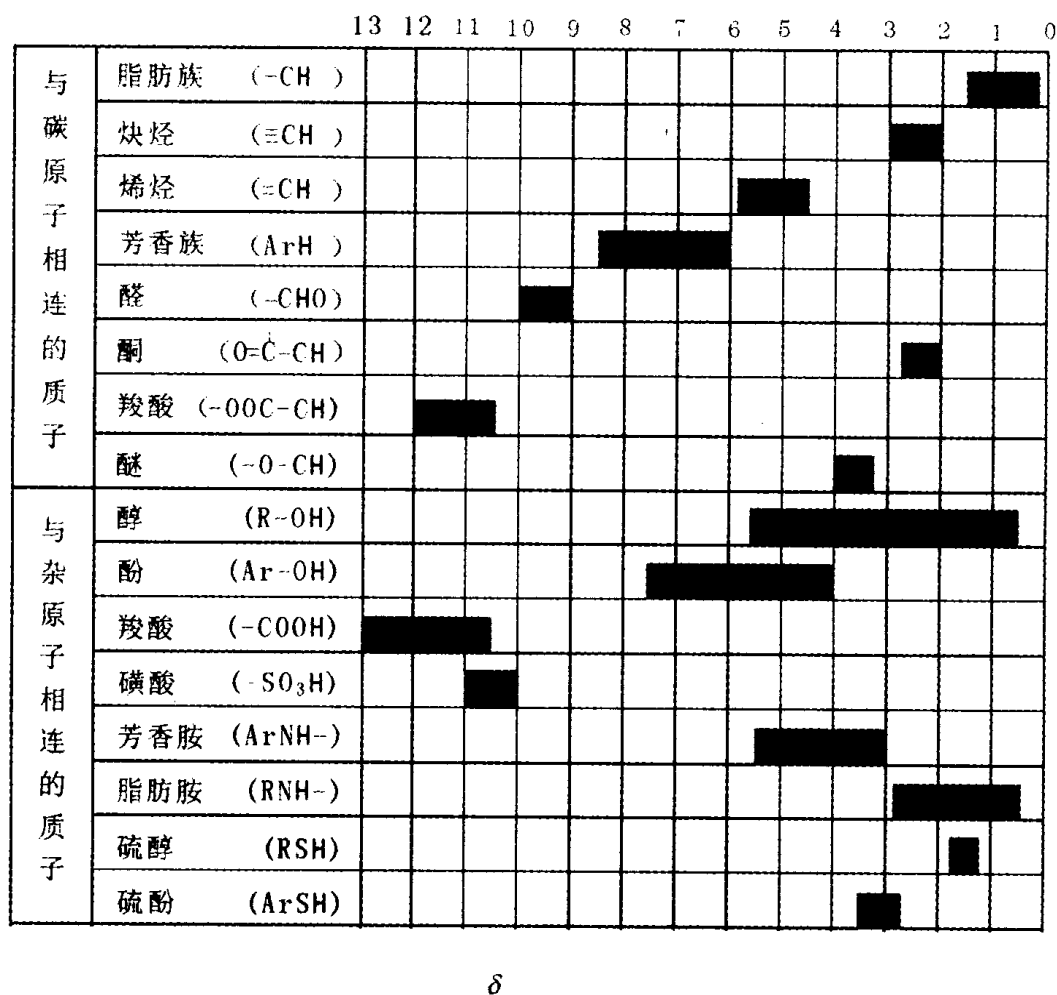 13 12 11 10 9 8 7 6 5 4 3 2 1 0
与碳原子相连的质子
脂肪族 (-CH )
炔烃 (≡CH )
烯烃 (=CH )
芳香族 (ArH )
醛 (-CHO)
酮 (O=C-CH)
羧酸 (-OOC-CH)
醚 (-O-CH)
与杂原子相连的质子
醇 (R-OH)
酚 (Ar-OH)
羧酸 (-COOH)
磺酸 (-SO₃H)
芳香胺 (ArNH-)
脂肪胺 (RNH-)
硫醇 (RSH)
硫酚 (ArSH)
δ